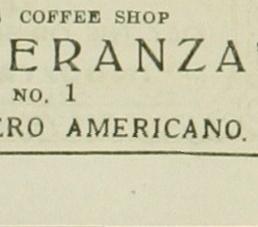 COFFEE SHOP
ERANZA
NO. 1
ERO AMERICANO.